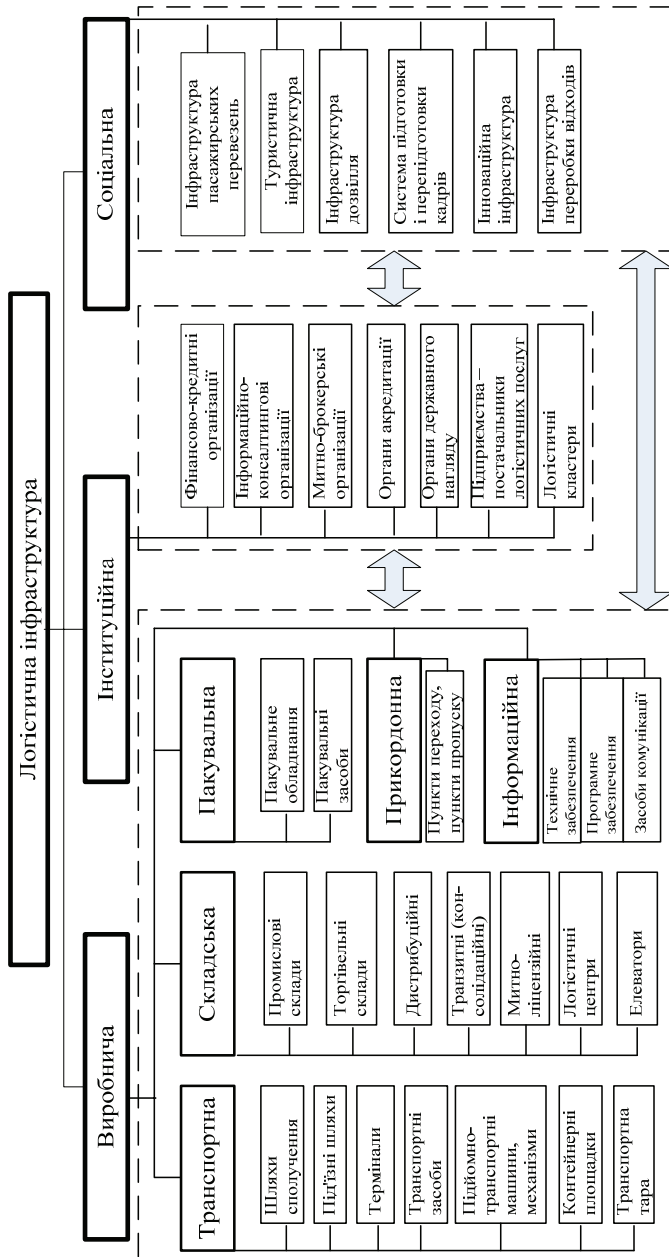 Логістична інфраструктура
Виробнича
Інституційна
Соціальна
Транспортна
Шляхи
сполучення
Під'їзні шляхи
Термінали
Транспортні
засоби
Підйомно-
транспортні
машини,
механізми
Контейнерні
площадки
Транспортна
тара
Складська
Промислові
склади
Торгівельні
склади
Дистрибуційні
Транзитні (кон-
солідаційні)
Митно-
ліцензійні
Логістичні
центри
Елеватори
Пакувальна
Пакувальне
обладнання
Пакувальні
засоби
Прикордонна
Пункти переходу,
пункти пропуску
Інформаційна
Технічне
забезпечення
Програмне
забезпечення
Засоби комунікації
Фінансово-кредитні
організації
Інформаційно-
консалтингові
організації
Митно-брокерські
організації
Органи акредитації
Органи державного
нагляду
Підприємства –
постачальники
логістичних послуг
Логістичні
кластери
Інфраструктура
пасажирських
перевезень
Туристична
інфраструктура
Інфраструктура
дозвілля
Система підготовки
і перепідготовки
кадрів
Інноваційна
інфраструктура
Інфраструктура
переробки відходів